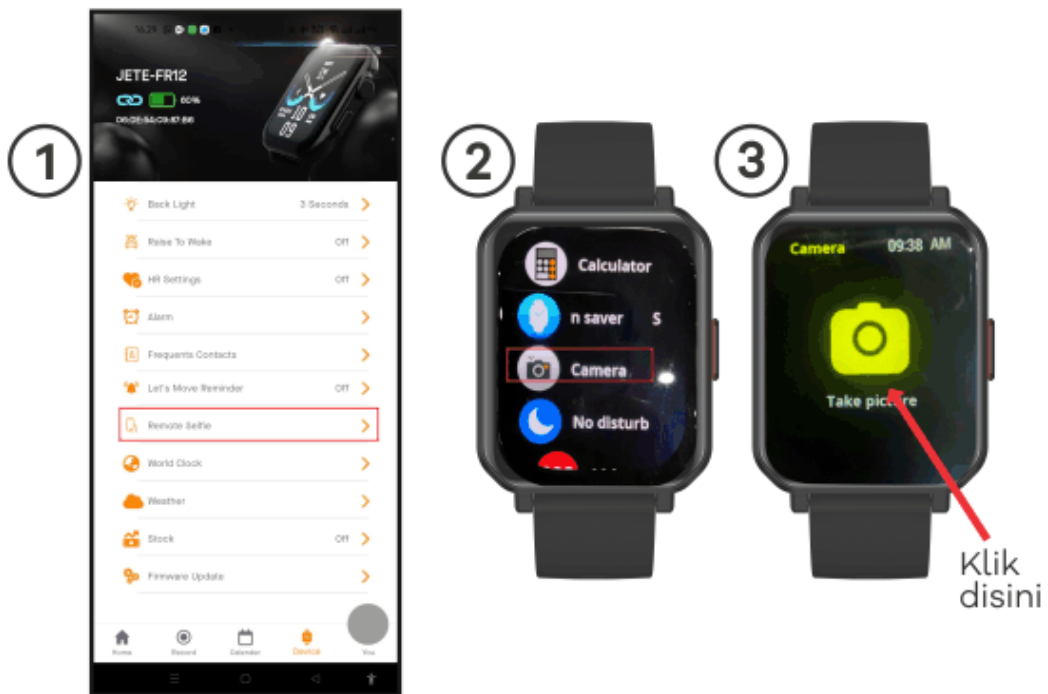 1
16.29
JETE-FR12
60%
Back Light 3 Seconds
Raise To Wake Off
HR Settings Off
Alarm
Frequents Contacts
Let's Move Reminder Off
Remote Selfie
World Clock
Weather
Stock Off
Firmware Update
Home Record Calendar Device You
2
Calculator
n saver S
Camera
No disturb
3
Camera 09:38 AM
Take picture
Klik
disini